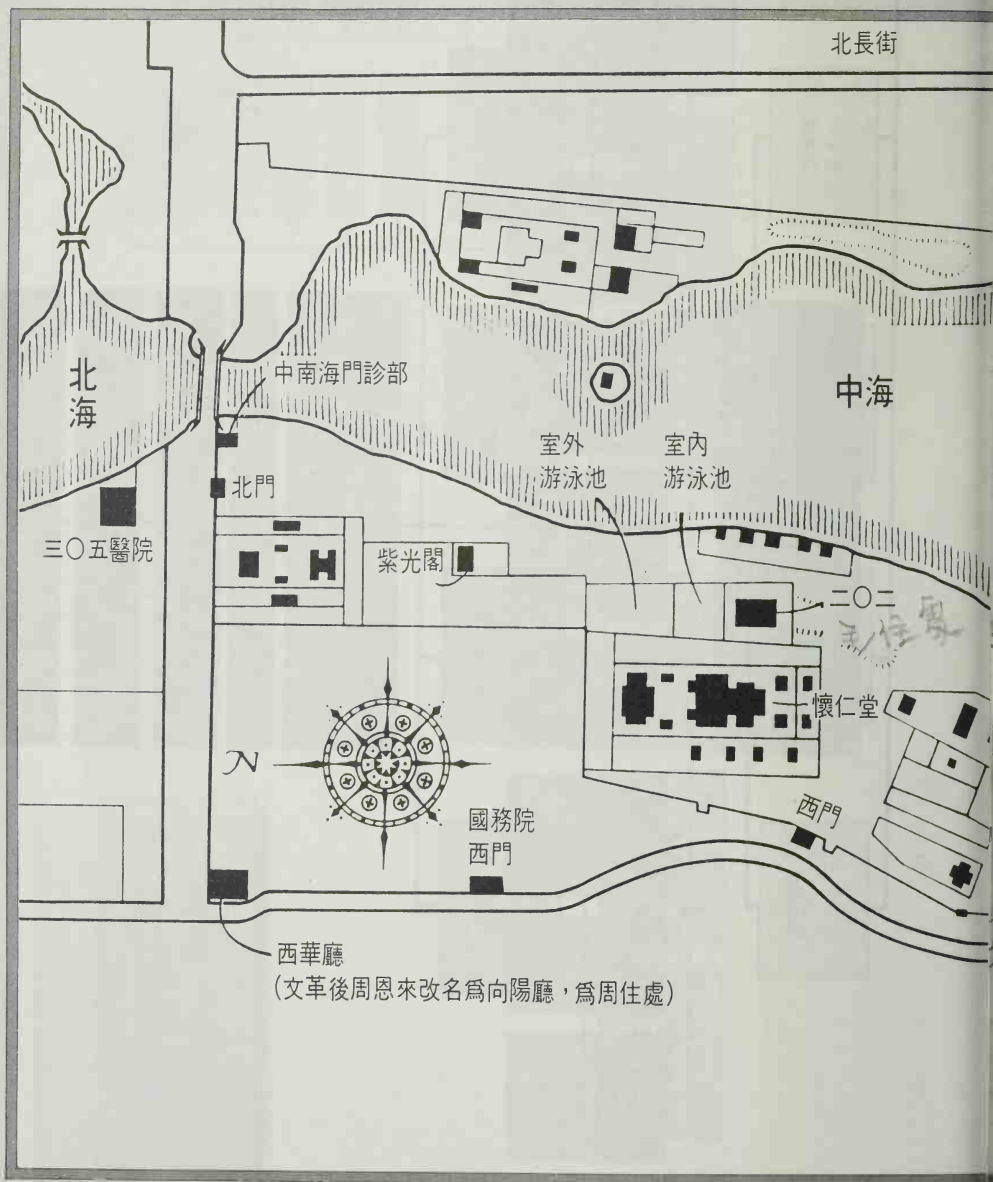 北長街
北
海
中南海門診部
中海
室外
游泳池
室內
游泳池
北門
三〇五醫院
紫光閣
二〇二
懷仁堂
N
國務院
西門
西門
西華廳
(文革後周恩來改名爲向陽廳，爲周住處)